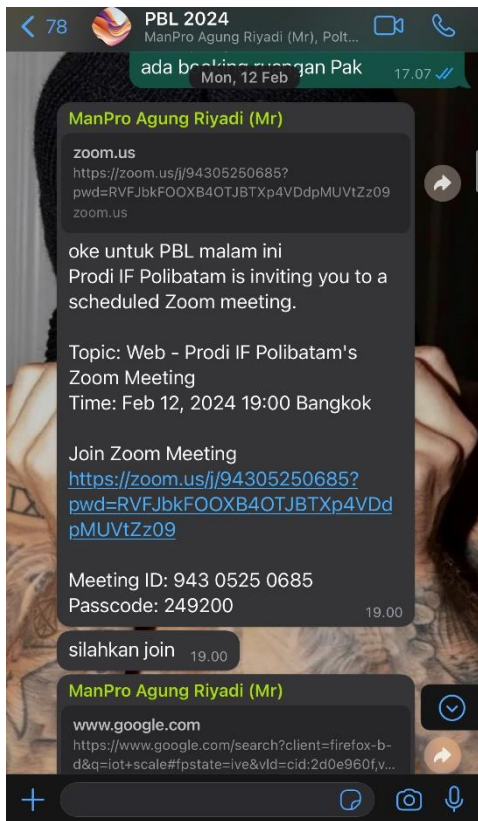 78
PBL 2024
ManPro Agung Riyadi (Mr), Polt...
ada booking ruangan Pak
17.07
Mon, 12 Feb
ManPro Agung Riyadi (Mr)
zoom.us
https://zoom.us/j/94305250685?
pwd=RVFJbkFOOXB4OTJBTXp4VDdpMUVtZz09
zoom.us
oke untuk PBL malam ini
Prodi IF Polibatam is inviting you to a
scheduled Zoom meeting.
Topic: Web - Prodi IF Polibatam's
Zoom Meeting
Time: Feb 12, 2024 19:00 Bangkok
Join Zoom Meeting
https://zoom.us/j/94305250685?
pwd=RVFJbkFOOXB4OTJBTXp4VDd
pMUVtZz09
Meeting ID: 943 0525 0685
Passcode: 249200
19.00
silahkan join
19.00
ManPro Agung Riyadi (Mr)
www.google.com
https://www.google.com/search?client=firefox-b-
d&q=iot+scale#fpstate=ive&vld=cid:2d0e960f,v...